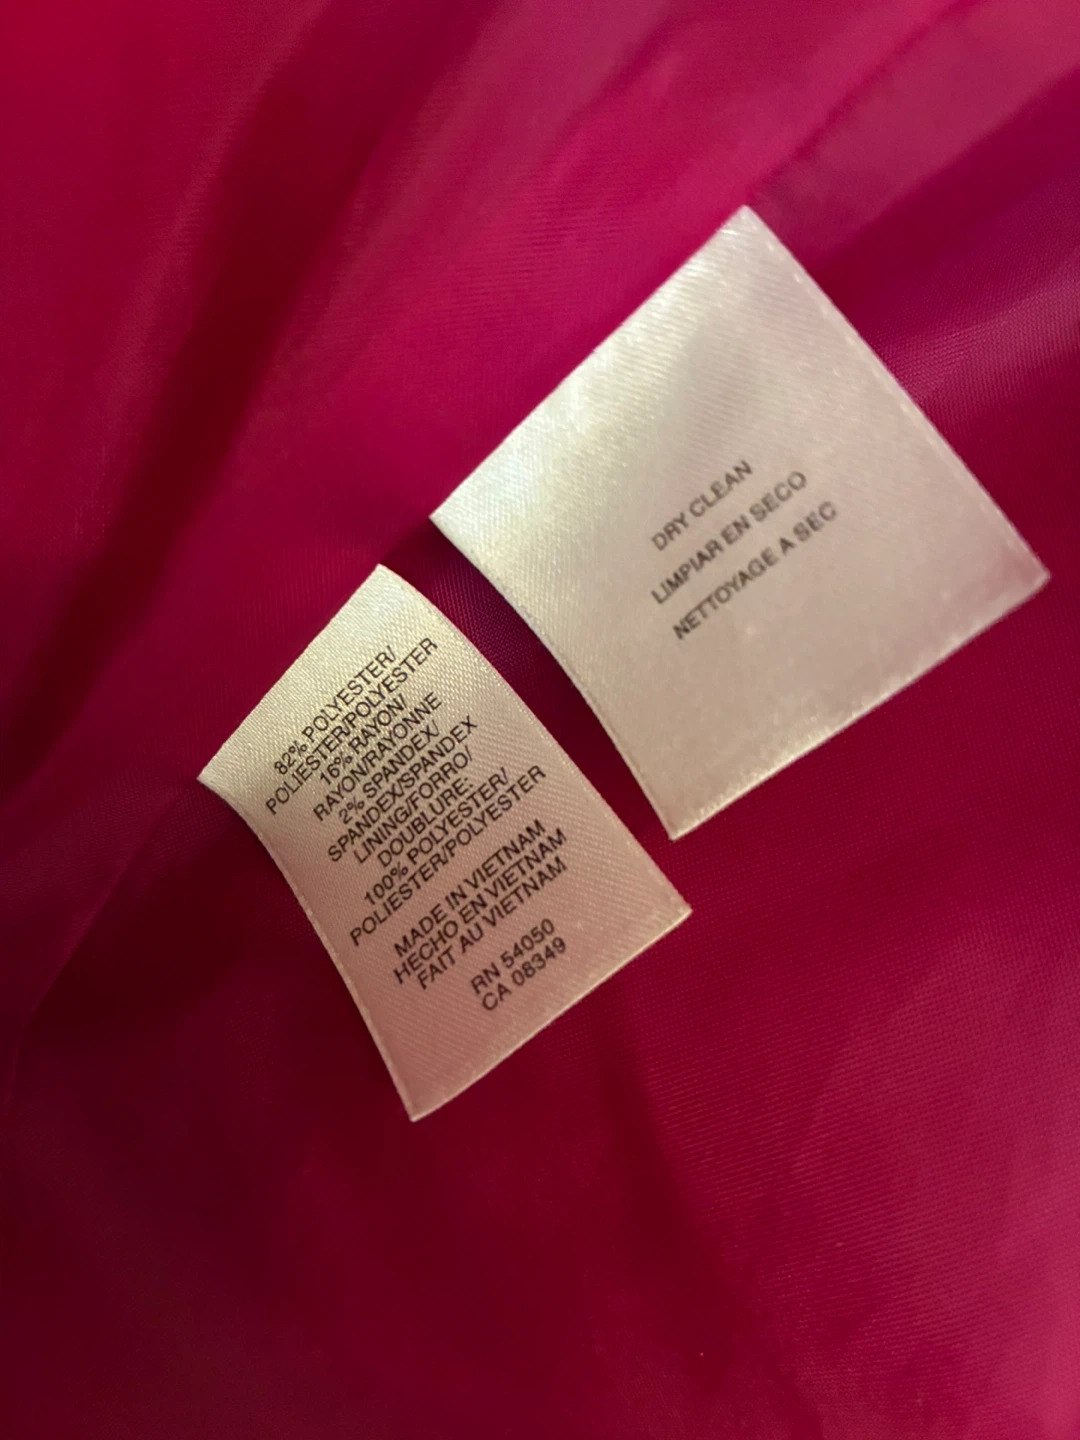 82% POLYESTER/
POLIESTER/POLYESTER
16% RAYON/
RAYON/RAYONNE
2% SPANDEX/
SPANDEX/SPANDEX
LINING/FORRO/
DOUBLURE:
100% POLYESTER/
POLIESTER/POLYESTER
MADE IN VIETNAM
HECHO EN VIETNAM
FAIT AU VIETNAM
RN 54050
CA 08349
DRY CLEAN
LIMPIAR EN SECO
NETTOYAGE A SEC